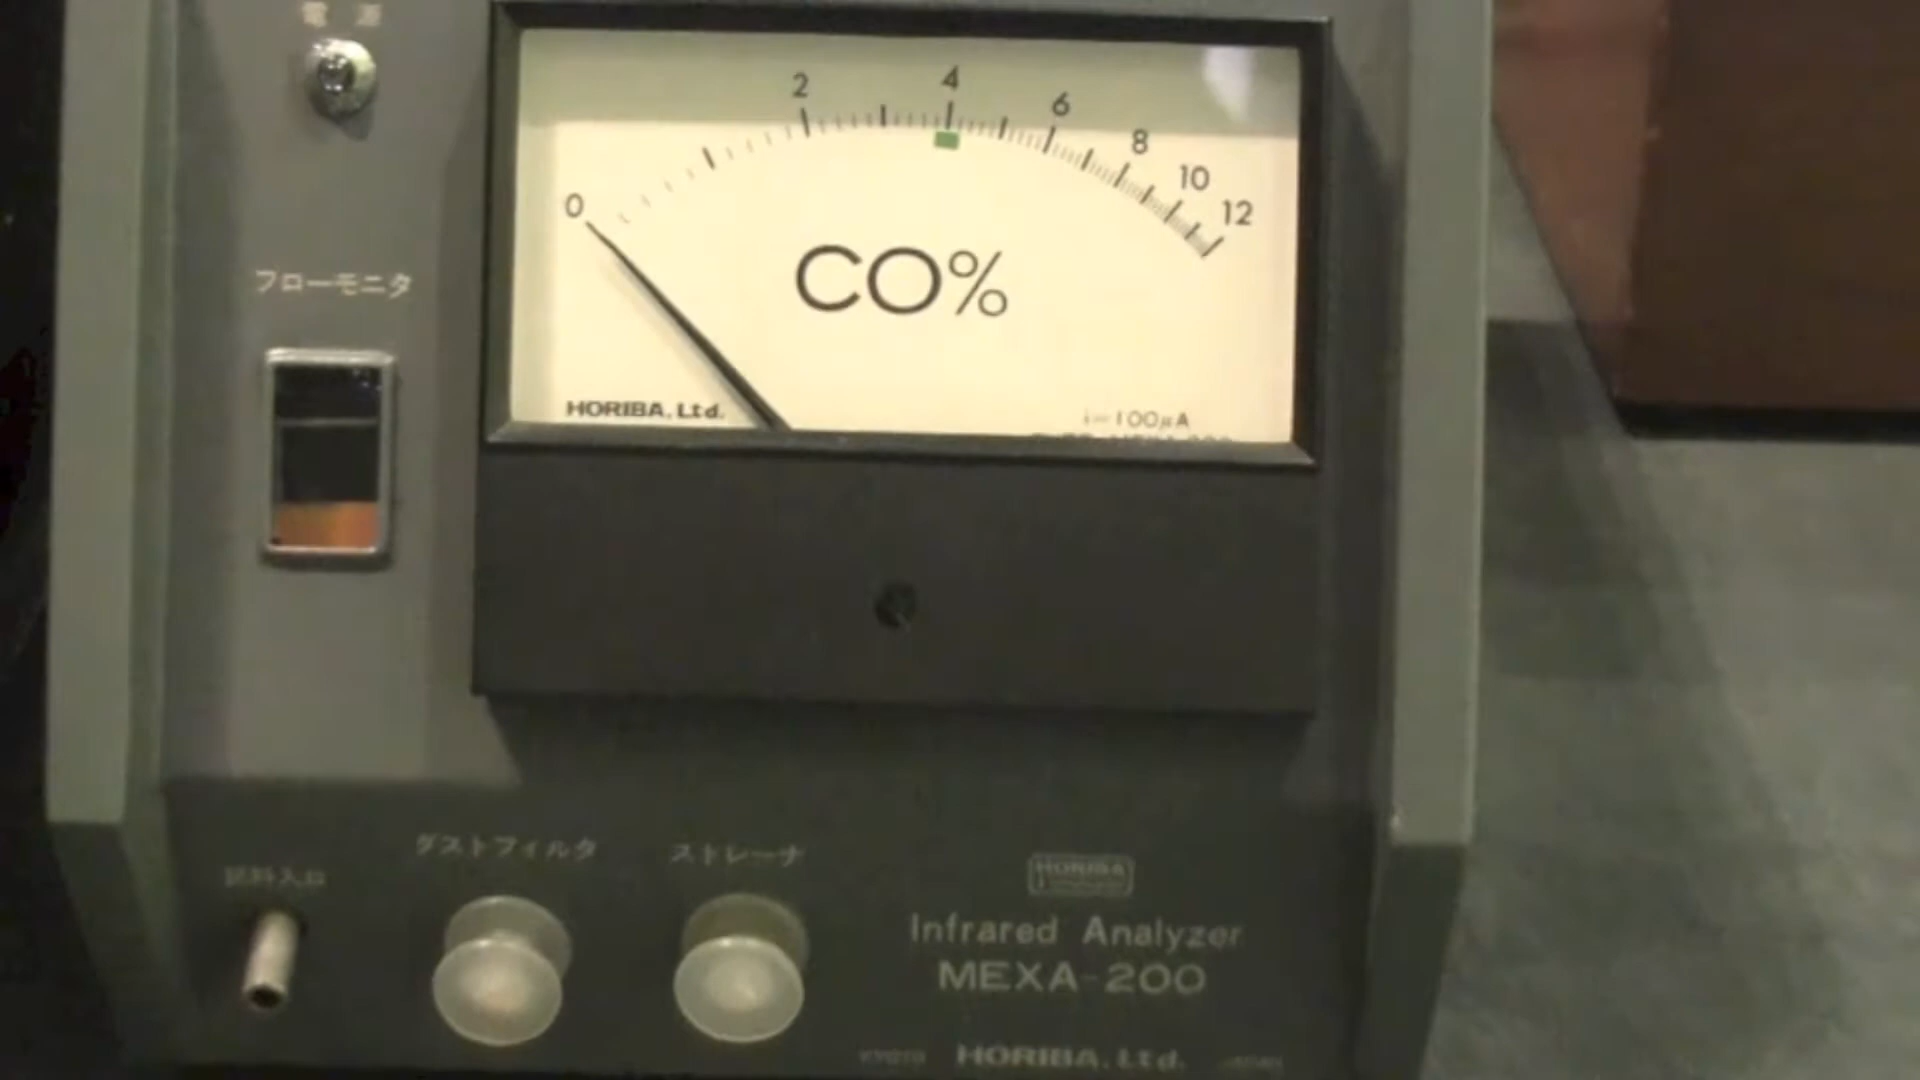 電 源
2 4 6 8 10 12
0
CO%
フローモニタ
HORIBA, Ltd.
i=100μA
ダストフィルタ
ストレーナ
試料入口
HORIBA
Infrared Analyzer
MEXA-200
KYOTO HORIBA, Ltd. JAPAN